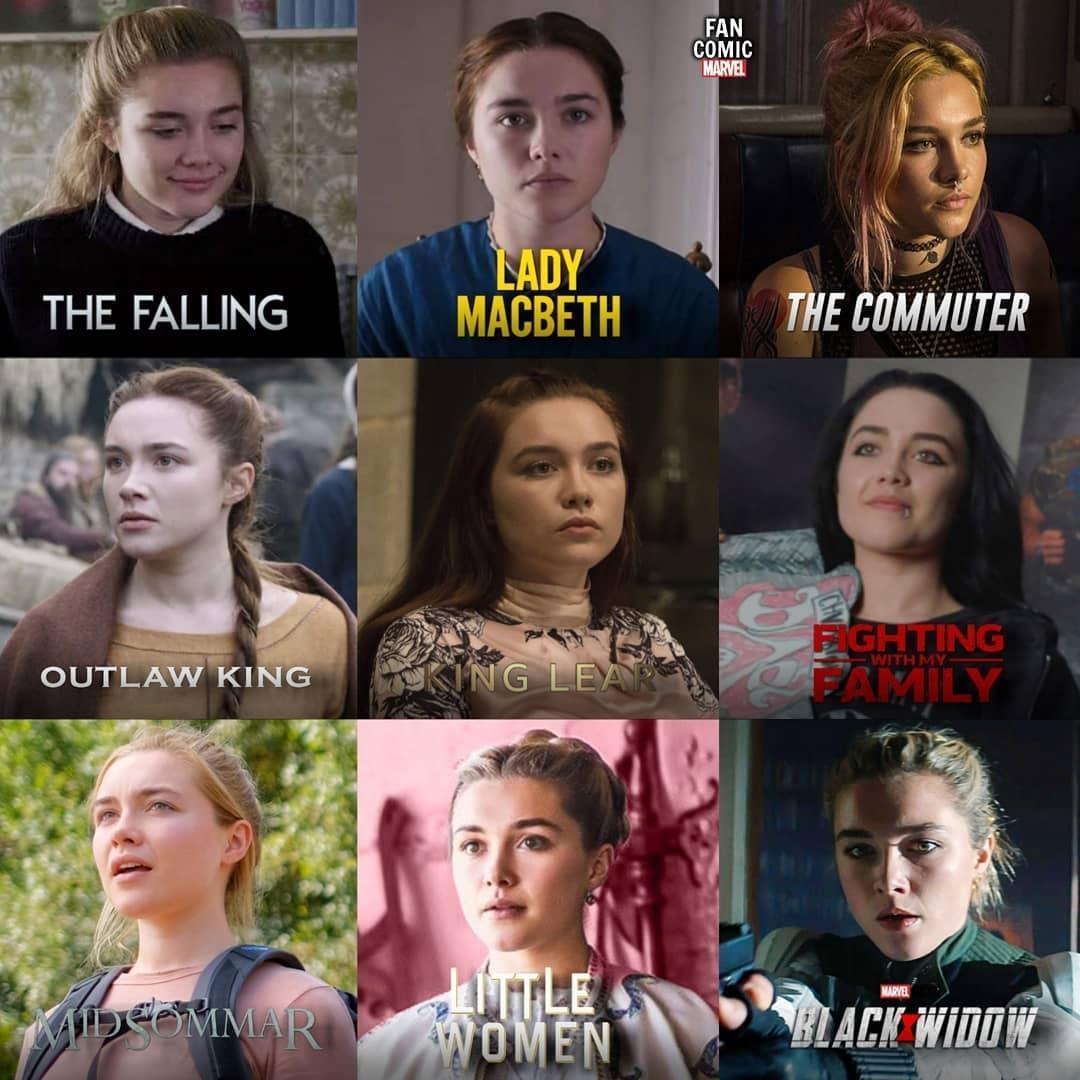 FAN
COMIC
MARVEL
THE FALLING
LADY
MACBETH
THE COMMUTER
OUTLAW KING
KING LEAR
FIGHTING
WITH MY
FAMILY
MIDSOMMAR
LITTLE
WOMEN
MARVEL
BLACK WIDOW